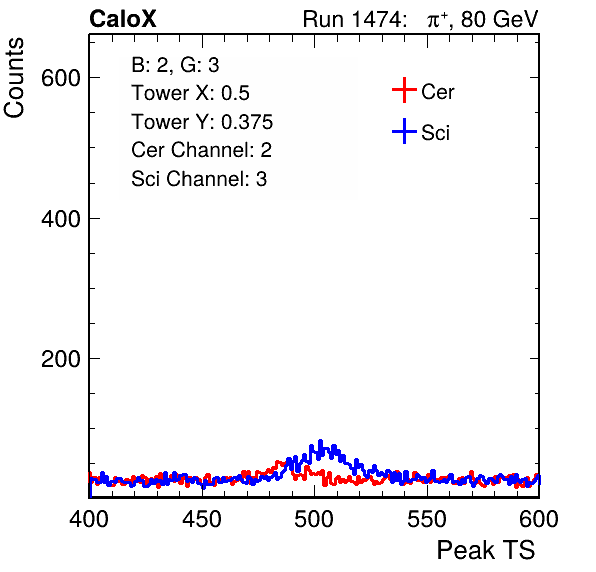 CaloX Run 1474: π⁺, 80 GeV
Counts
B: 2, G: 3
Tower X: 0.5
Tower Y: 0.375
Cer Channel: 2
Sci Channel: 3
Cer
Sci
600
400
200
400 450 500 550 600
Peak TS